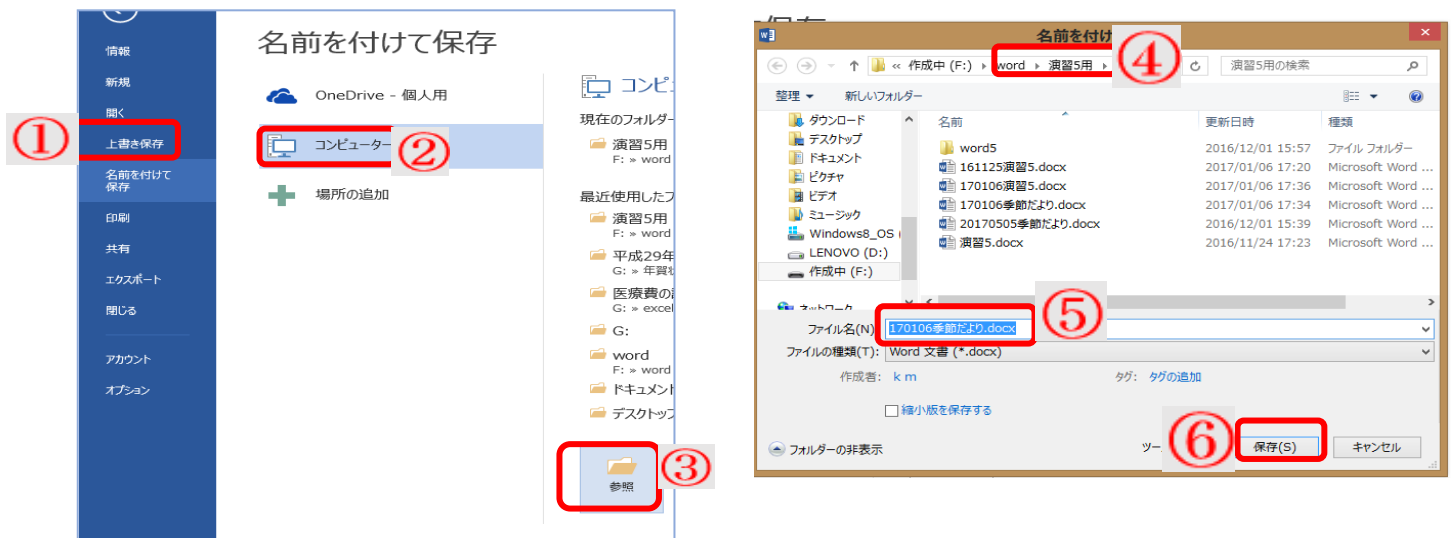 情報
新規
開く
①
上書き保存
名前を付けて
保存
印刷
共有
エクスポート
閉じる
アカウント
オプション
名前を付けて保存
OneDrive - 個人用
コンピューター
②
場所の追加
コンピ
現在のフォルダー
演習5用
F: » word
最近使用したフ
演習5用
F: » word
平成29年
G: » 年賀
医療費の
G: » excel
G:
word
F: » word
ドキュメント
デスクトップ
③
参照
名前を付け
④
« 作成中 (F:) word 演習5用
演習5用の検索
整理 新しいフォルダー
ダウンロード
デスクトップ
ドキュメント
ピクチャ
ビデオ
ミュージック
Windows8_OS (
LENOVO (D:)
作成中 (F:)
ネットワーク
名前 更新日時 種類
word5 2016/12/01 15:57 ファイル フォルダー
161125演習5.docx 2017/01/06 17:20 Microsoft Word ...
170106演習5.docx 2017/01/06 17:36 Microsoft Word ...
170106季節だより.docx 2017/01/06 17:34 Microsoft Word ...
20170505季節だより.docx 2016/12/01 15:39 Microsoft Word ...
演習5.docx 2016/11/24 17:23 Microsoft Word ...
ファイル名(N): 170106季節だより.docx
⑤
ファイルの種類(T): Word 文書 (*.docx)
作成者: k m タグ: タグの追加
縮小版を保存する
フォルダーの非表示 ツー ⑥ 保存(S) キャンセル